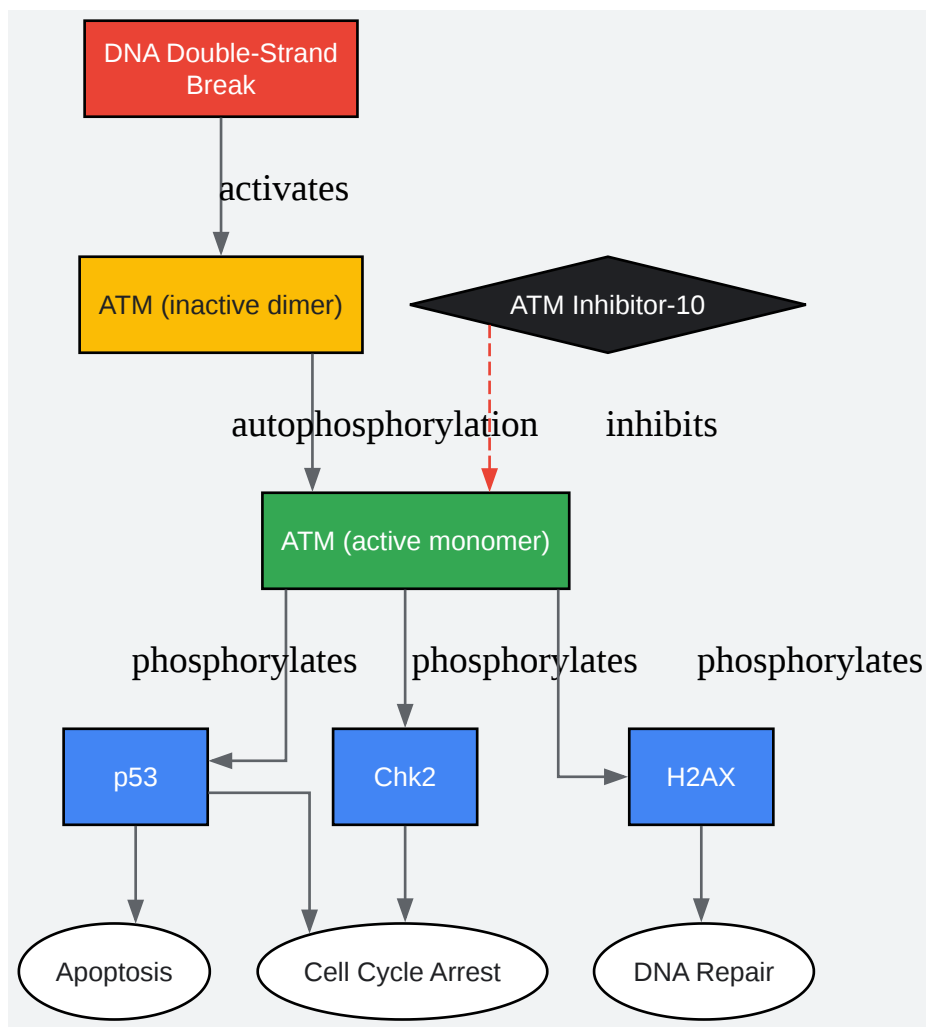 DNA Double-Strand
Break
activates
ATM (inactive dimer)
ATM Inhibitor-10
autophosphorylation
inhibits
ATM (active monomer)
phosphorylates
phosphorylates
phosphorylates
p53
Chk2
H2AX
Apoptosis
Cell Cycle Arrest
DNA Repair